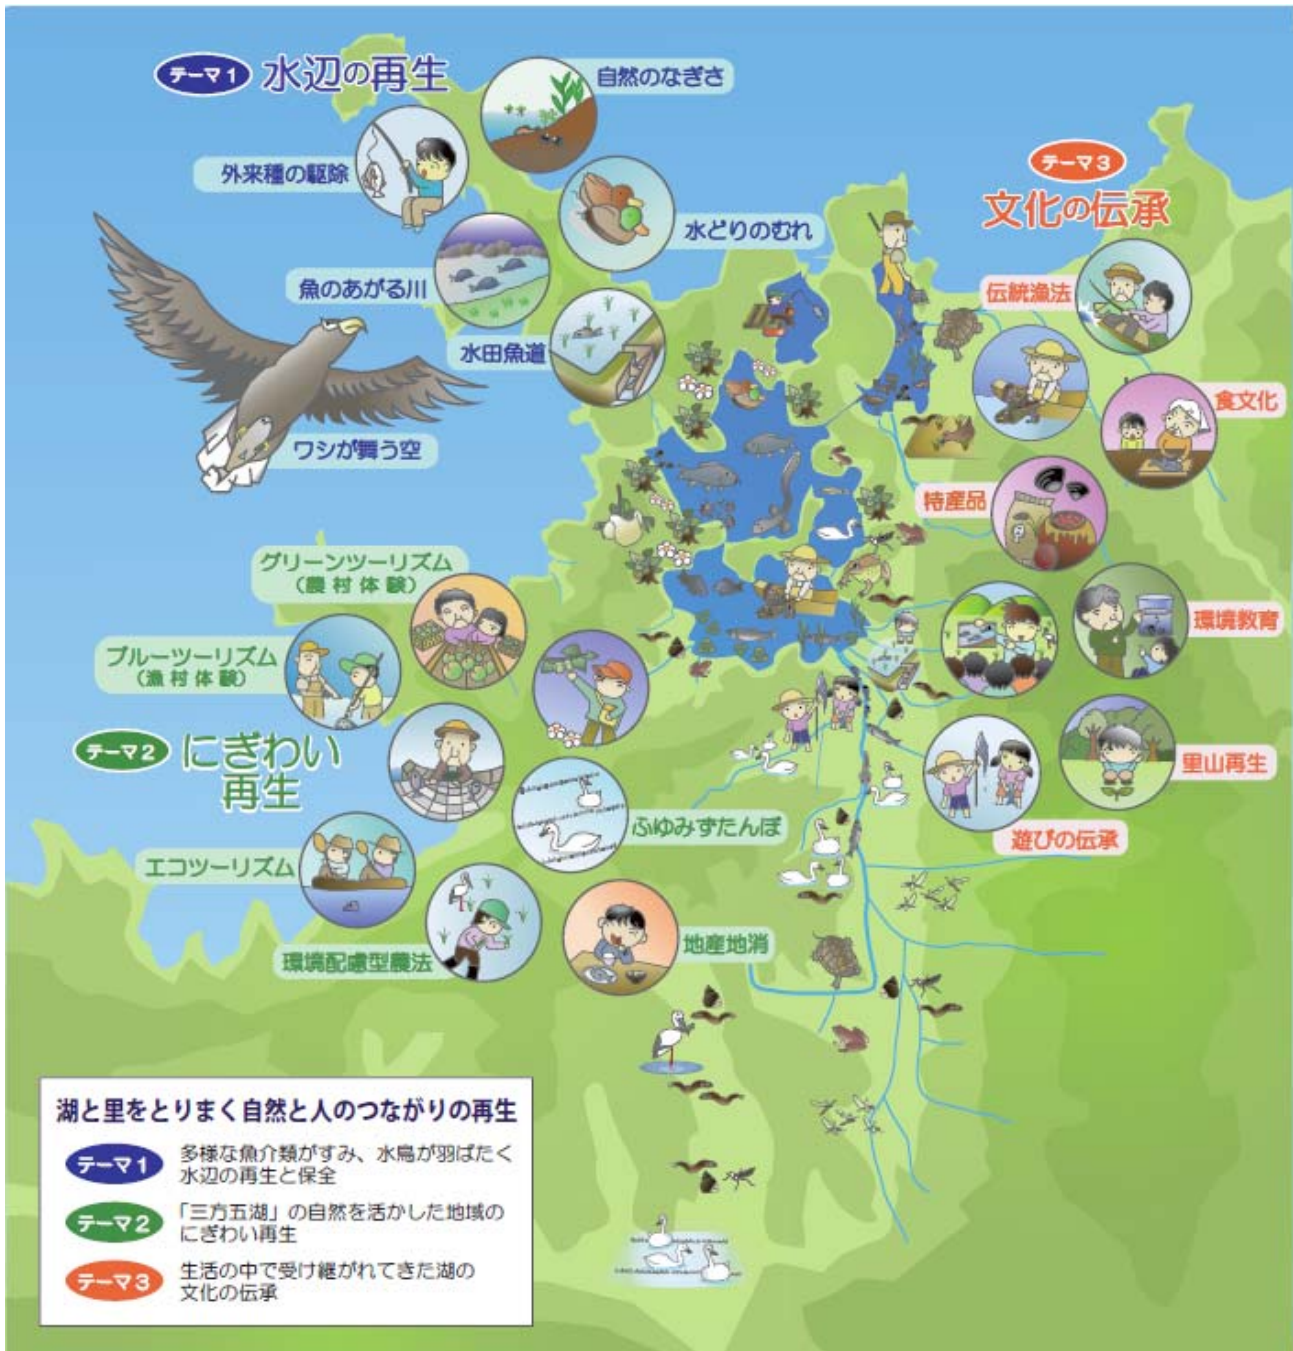 テーマ1 水辺の再生
自然のなぎさ
外来種の駆除
水どりのむれ
魚のあがる川
水田魚道
ワシが舞う空
テーマ3
文化の伝承
伝統漁法
食文化
特産品
環境教育
里山再生
遊びの伝承
グリーンツーリズム
（農村体験）
ブルーツーリズム
（漁村体験）
テーマ2 にぎわい
再生
ふゆみずたんぼ
エコツーリズム
環境配慮型農法
地産地消
湖と里をとりまく自然と人のつながりの再生
テーマ1 多様な魚介類がすみ、水鳥が羽ばたく
水辺の再生と保全
テーマ2 「三方五湖」の自然を活かした地域の
にぎわい再生
テーマ3 生活の中で受け継がれてきた湖の
文化の伝承